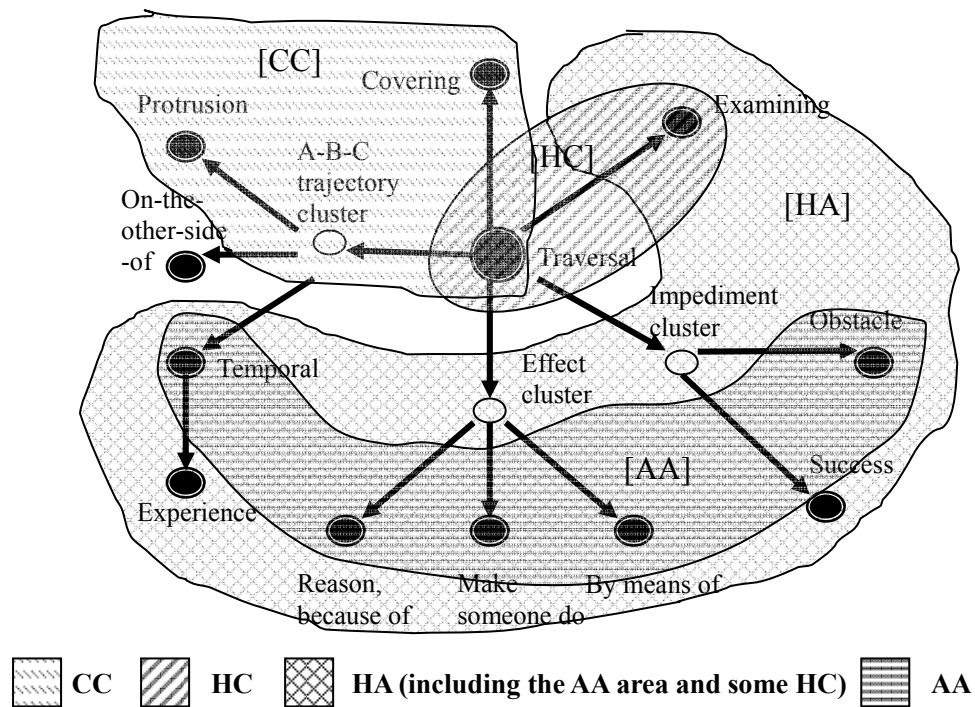 [CC]
Covering
Protrusion
Examining
A-B-C
trajectory
cluster
[HC]
On-the-
other-side
-of
[HA]
Traversal
Impediment
cluster
Obstacle
Temporal
Effect
cluster
[AA]
Success
Experience
Reason,
because of
Make
someone do
By means of
CC HC HA (including the AA area and some HC) AA